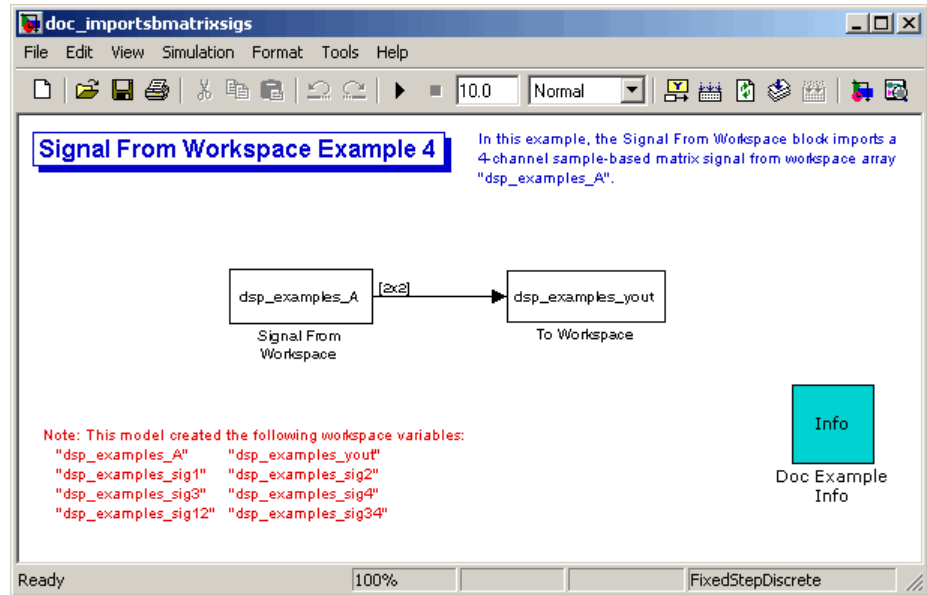 doc_importsbmatrixsigs
File Edit View Simulation Format Tools Help
10.0 Normal
Signal From Workspace Example 4
In this example, the Signal From Workspace block imports a
4-channel sample-based matrix signal from workspace array
"dsp_examples_A".
dsp_examples_A
[2x2]
dsp_examples_yout
Signal From
Workspace
To Workspace
Info
Doc Example
Info
Note: This model created the following workspace variables:
"dsp_examples_A" "dsp_examples_yout"
"dsp_examples_sig1" "dsp_examples_sig2"
"dsp_examples_sig3" "dsp_examples_sig4"
"dsp_examples_sig12" "dsp_examples_sig34"
Ready 100% FixedStepDiscrete